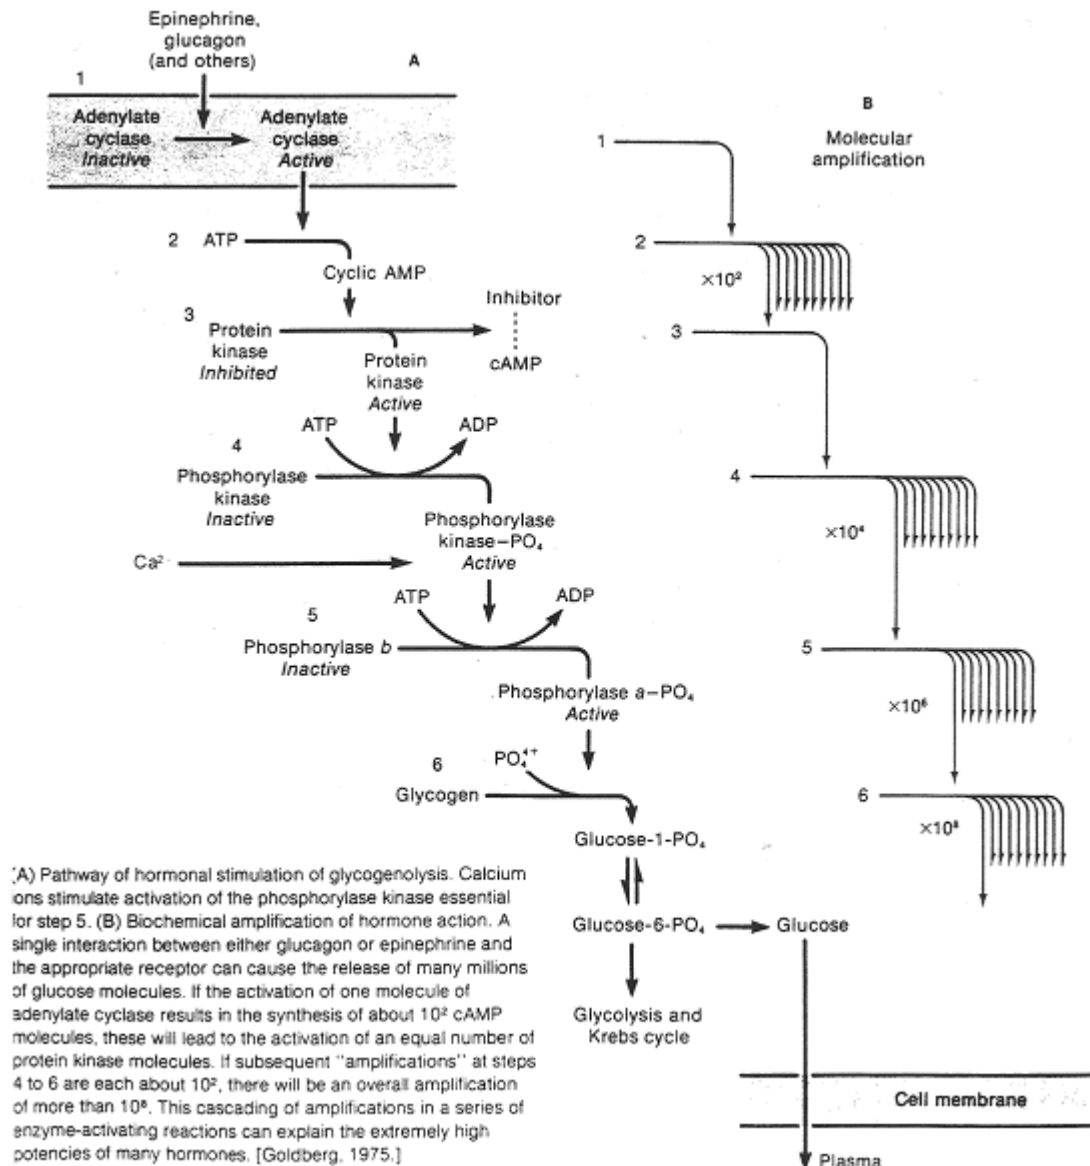 Epinephrine,
glucagon
(and others)
1
A
Adenylate
cyclase
Inactive
Adenylate
cyclase
Active
2 ATP
Cyclic AMP
3
Protein
kinase
Inhibited
Inhibitor
cAMP
Protein
kinase
Active
ATP
ADP
4
Phosphorylase
kinase
Inactive
Phosphorylase
kinase–PO₄
Active
Ca²
ATP
ADP
5
Phosphorylase b
Inactive
Phosphorylase a–PO₄
Active
6
PO₄⁴⁺
Glycogen
Glucose-1-PO₄
Glucose-6-PO₄
Glucose
Glycolysis and
Krebs cycle
Cell membrane
Plasma
B
Molecular
amplification
1
2
×10²
3
4
×10⁴
5
×10⁶
6
×10⁸
(A) Pathway of hormonal stimulation of glycogenolysis. Calcium
ions stimulate activation of the phosphorylase kinase essential
for step 5. (B) Biochemical amplification of hormone action. A
single interaction between either glucagon or epinephrine and
the appropriate receptor can cause the release of many millions
of glucose molecules. If the activation of one molecule of
adenylate cyclase results in the synthesis of about 10² cAMP
molecules, these will lead to the activation of an equal number of
protein kinase molecules. If subsequent "amplifications" at steps
4 to 6 are each about 10², there will be an overall amplification
of more than 10⁸. This cascading of amplifications in a series of
enzyme-activating reactions can explain the extremely high
potencies of many hormones. [Goldberg, 1975.]